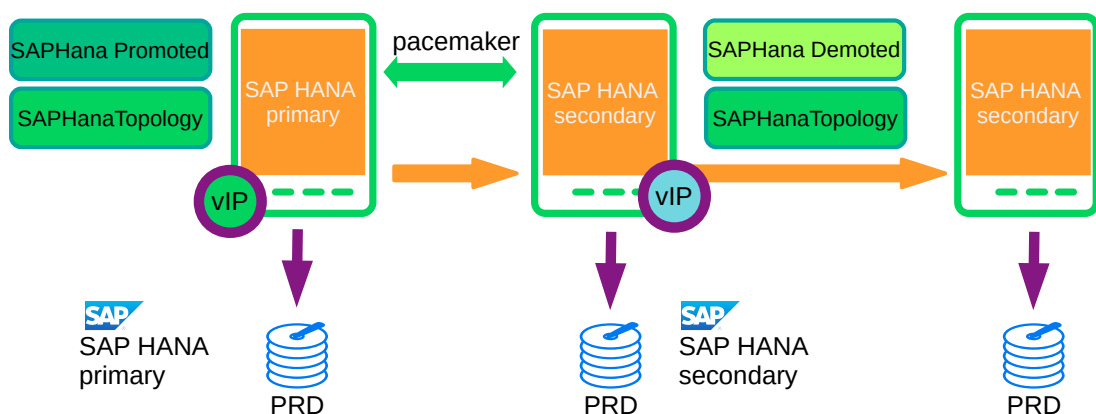 SAPHana Promoted
SAPHanaTopology
SAP HANA
primary
pacemaker
SAP HANA
secondary
SAPHana Demoted
SAPHanaTopology
SAP HANA
secondary
vIP
vIP
SAP
SAP HANA
primary
PRD
PRD
SAP
SAP HANA
secondary
PRD